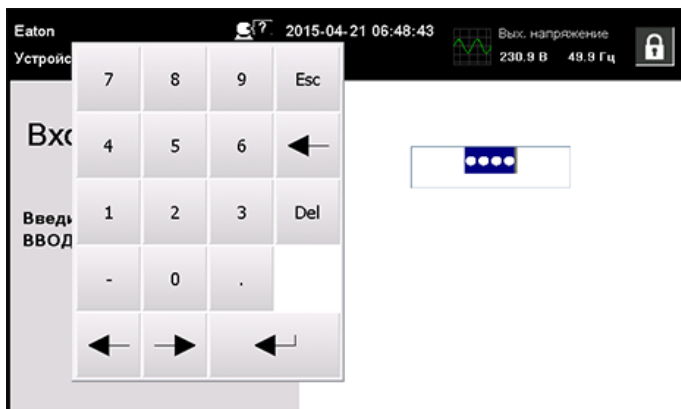 Eaton
2015-04-21 06:48:43
Вых. напряжение
230.9 В 49.9 Гц
7 8 9 Esc
4 5 6
1 2 3 Del
- 0 .